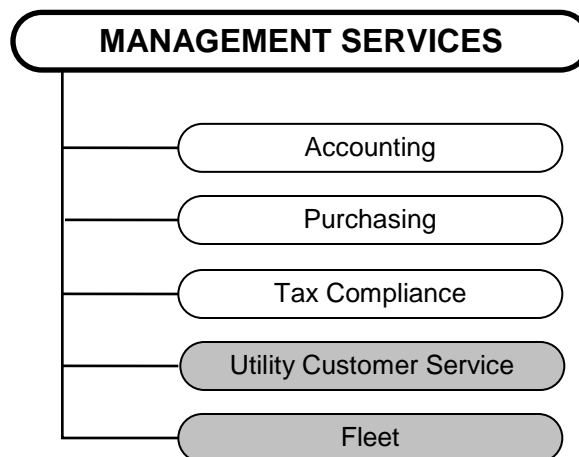 MANAGEMENT SERVICES
Accounting
Purchasing
Tax Compliance
Utility Customer Service
Fleet